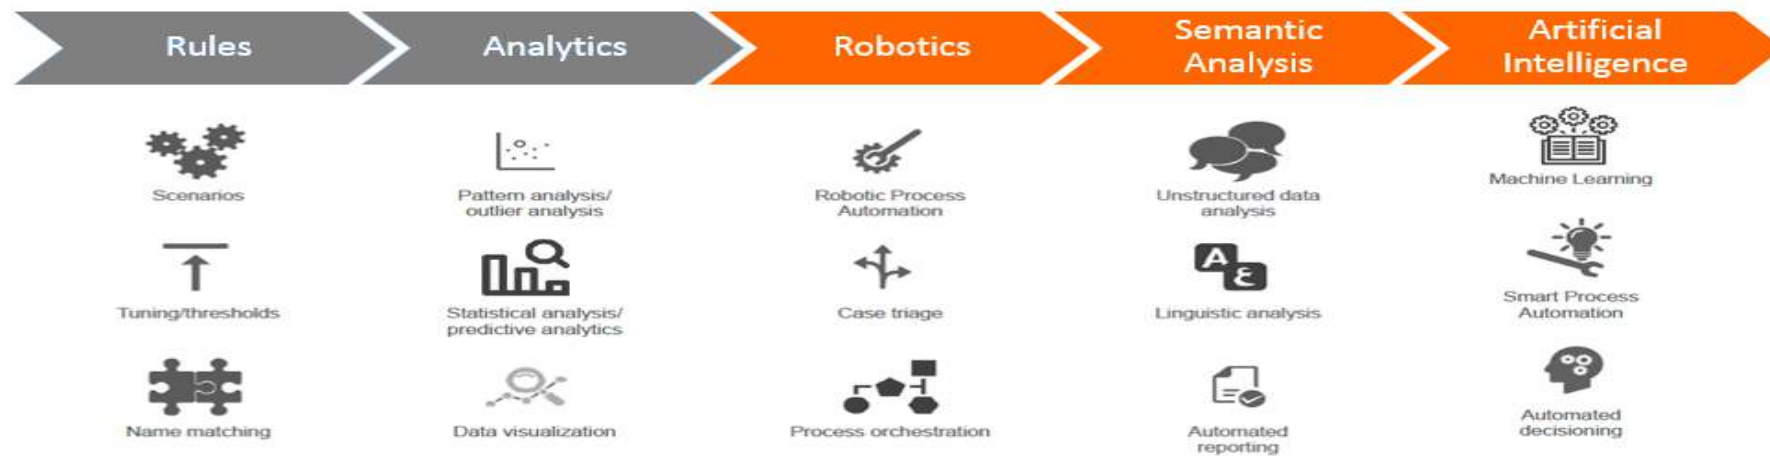 Rules
Analytics
Robotics
Semantic
Analysis
Artificial
Intelligence
Scenarios
Pattern analysis/
outlier analysis
Robotic Process
Automation
Unstructured data
analysis
Machine Learning
Tuning/thresholds
Statistical analysis/
predictive analytics
Case triage
A
ع
Linguistic analysis
Smart Process
Automation
Name matching
Data visualization
Process orchestration
Automated
reporting
Automated
decisioning